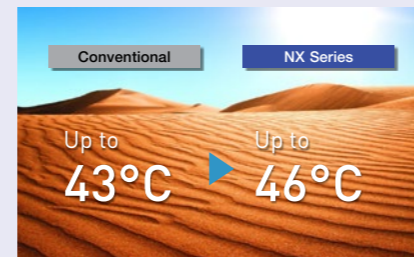 Conventional
NX Series
Up to
Up to
43°C
46°C